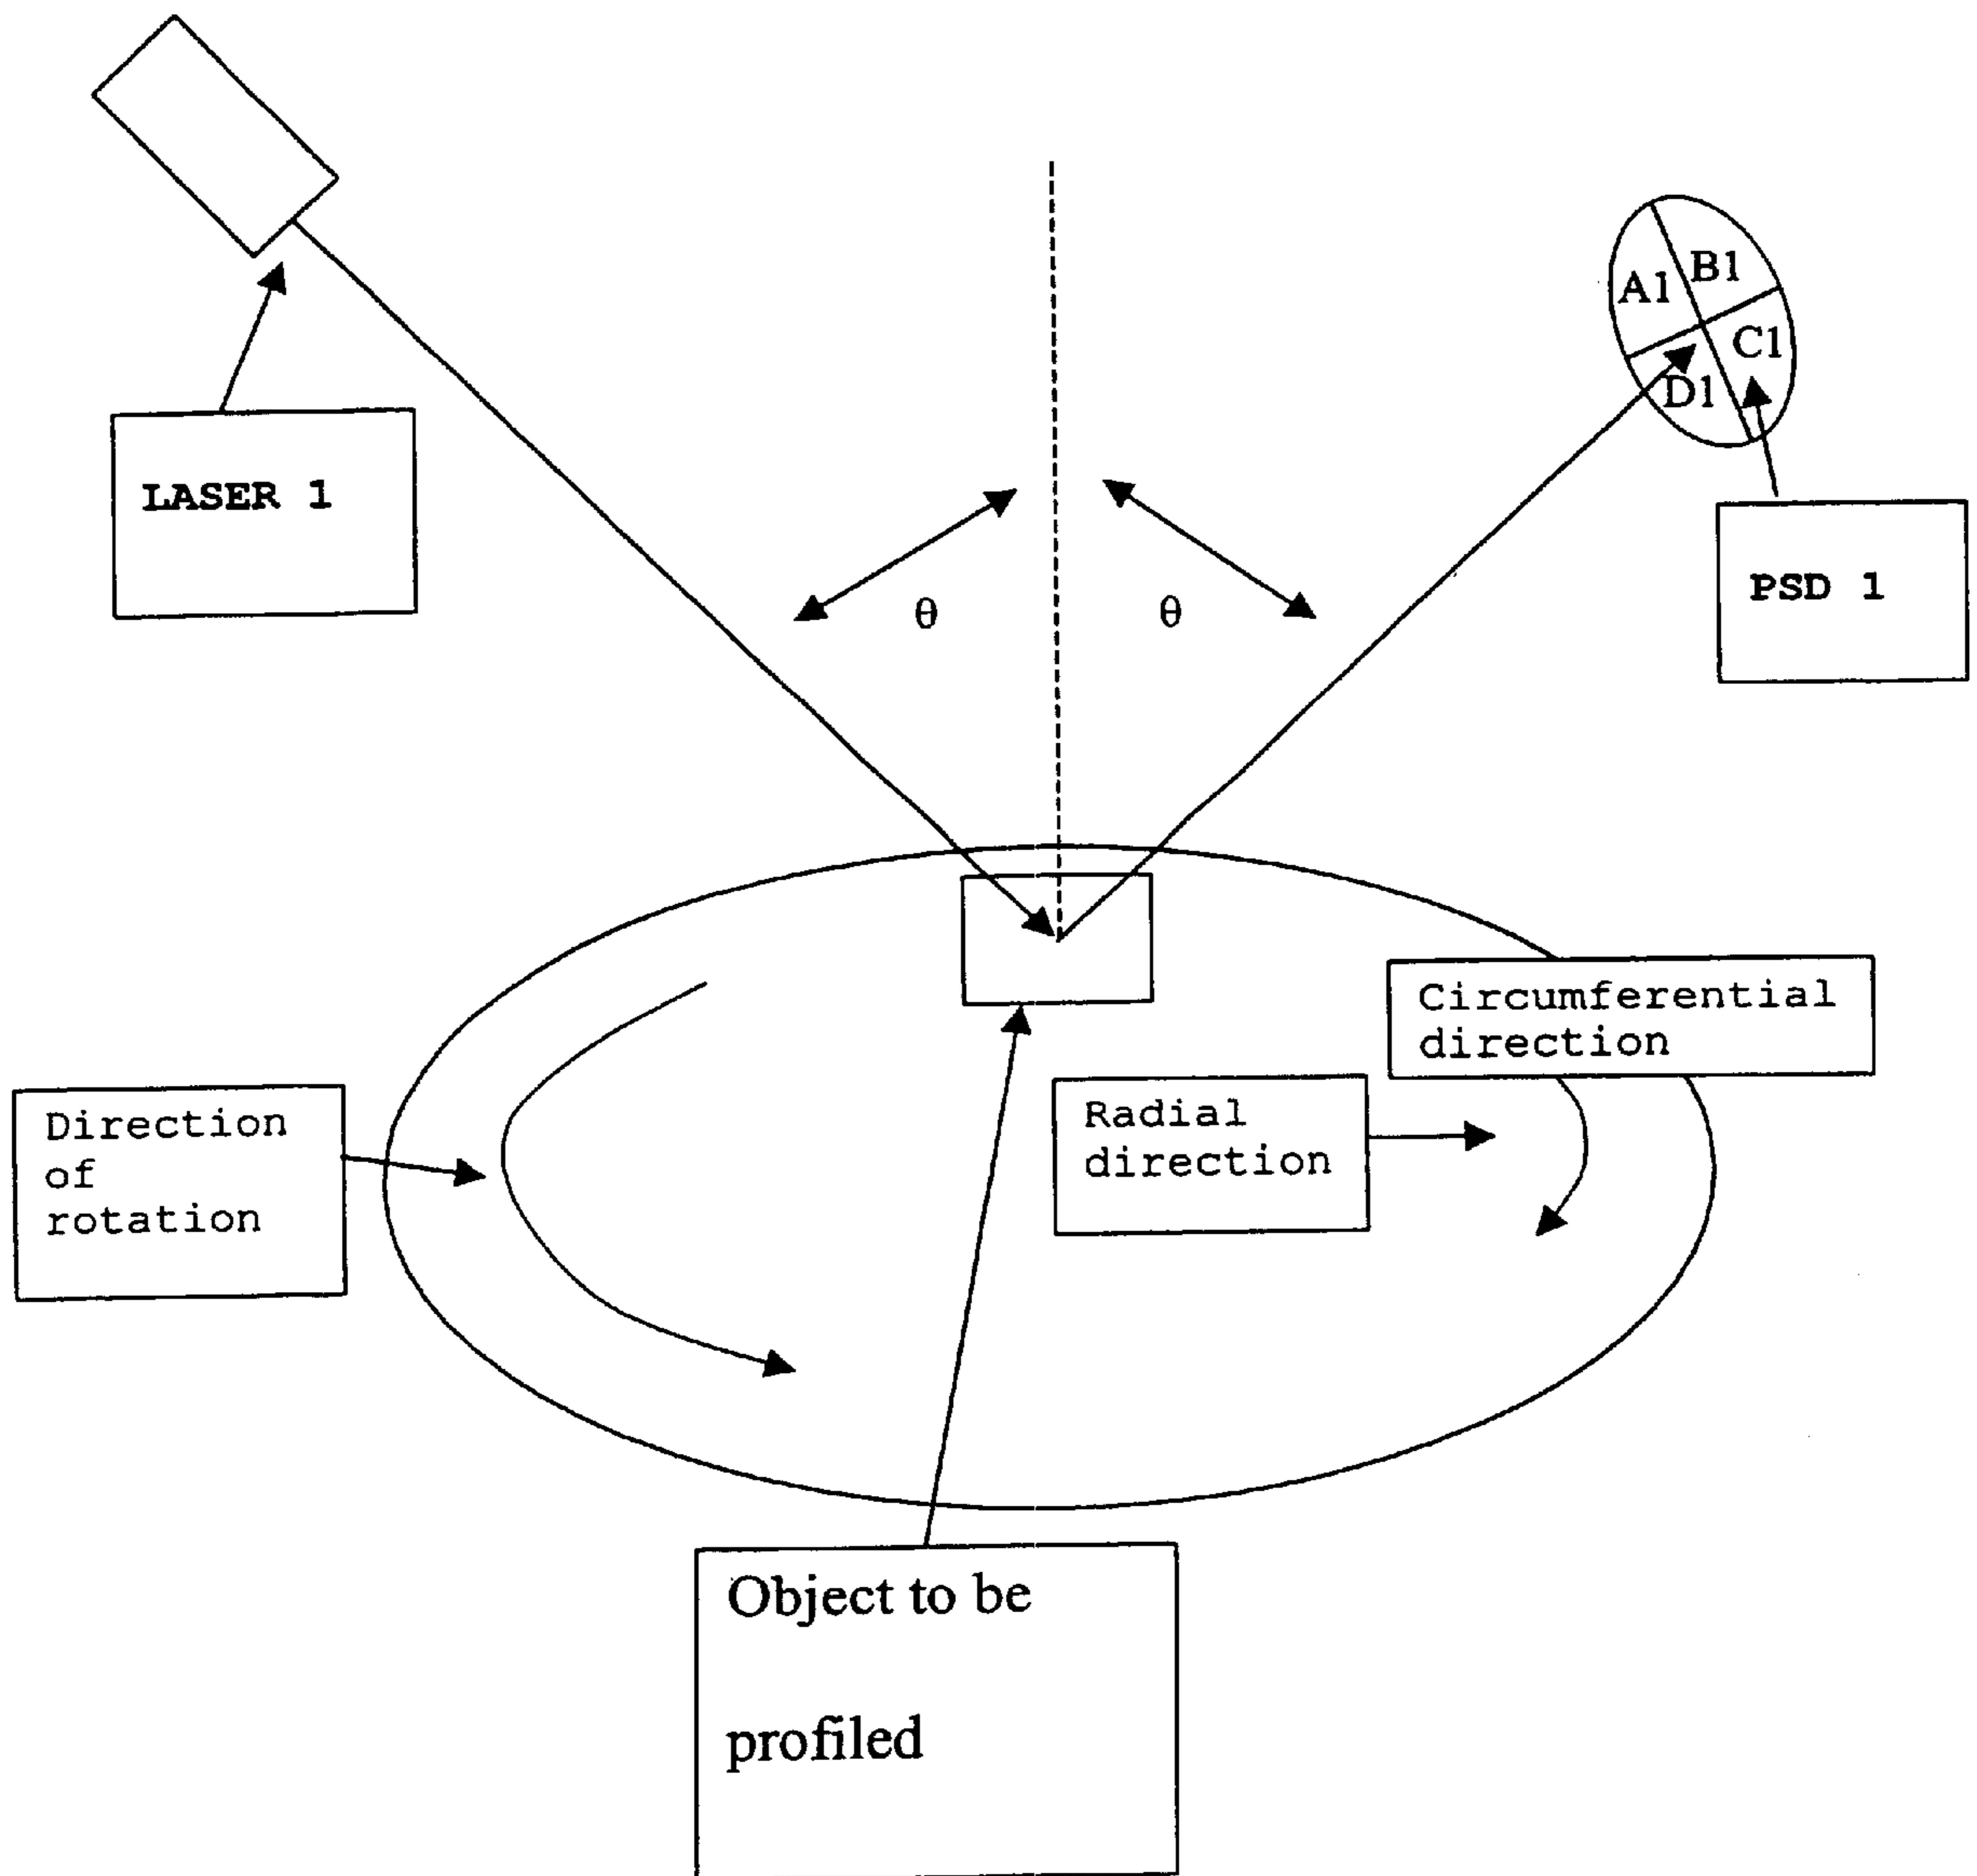 A1
B1
C1
D1
LASER 1
PSD 1
θ
θ
Circumferential
direction
Radial
direction
Direction
of
rotation
Object to be
profiled